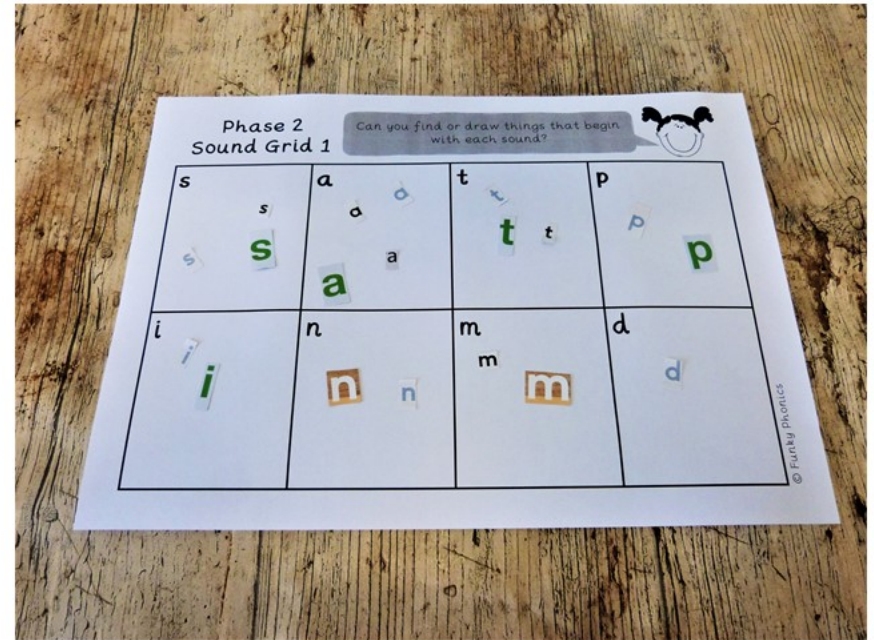 Phase 2
Sound Grid 1
Can you find or draw things that begin
with each sound?
s
s
s
s
a
a
a
a
a
t
t
t
t
p
p
p
i
i
i
n
n
n
m
m
m
d
d
© Funky Phonics